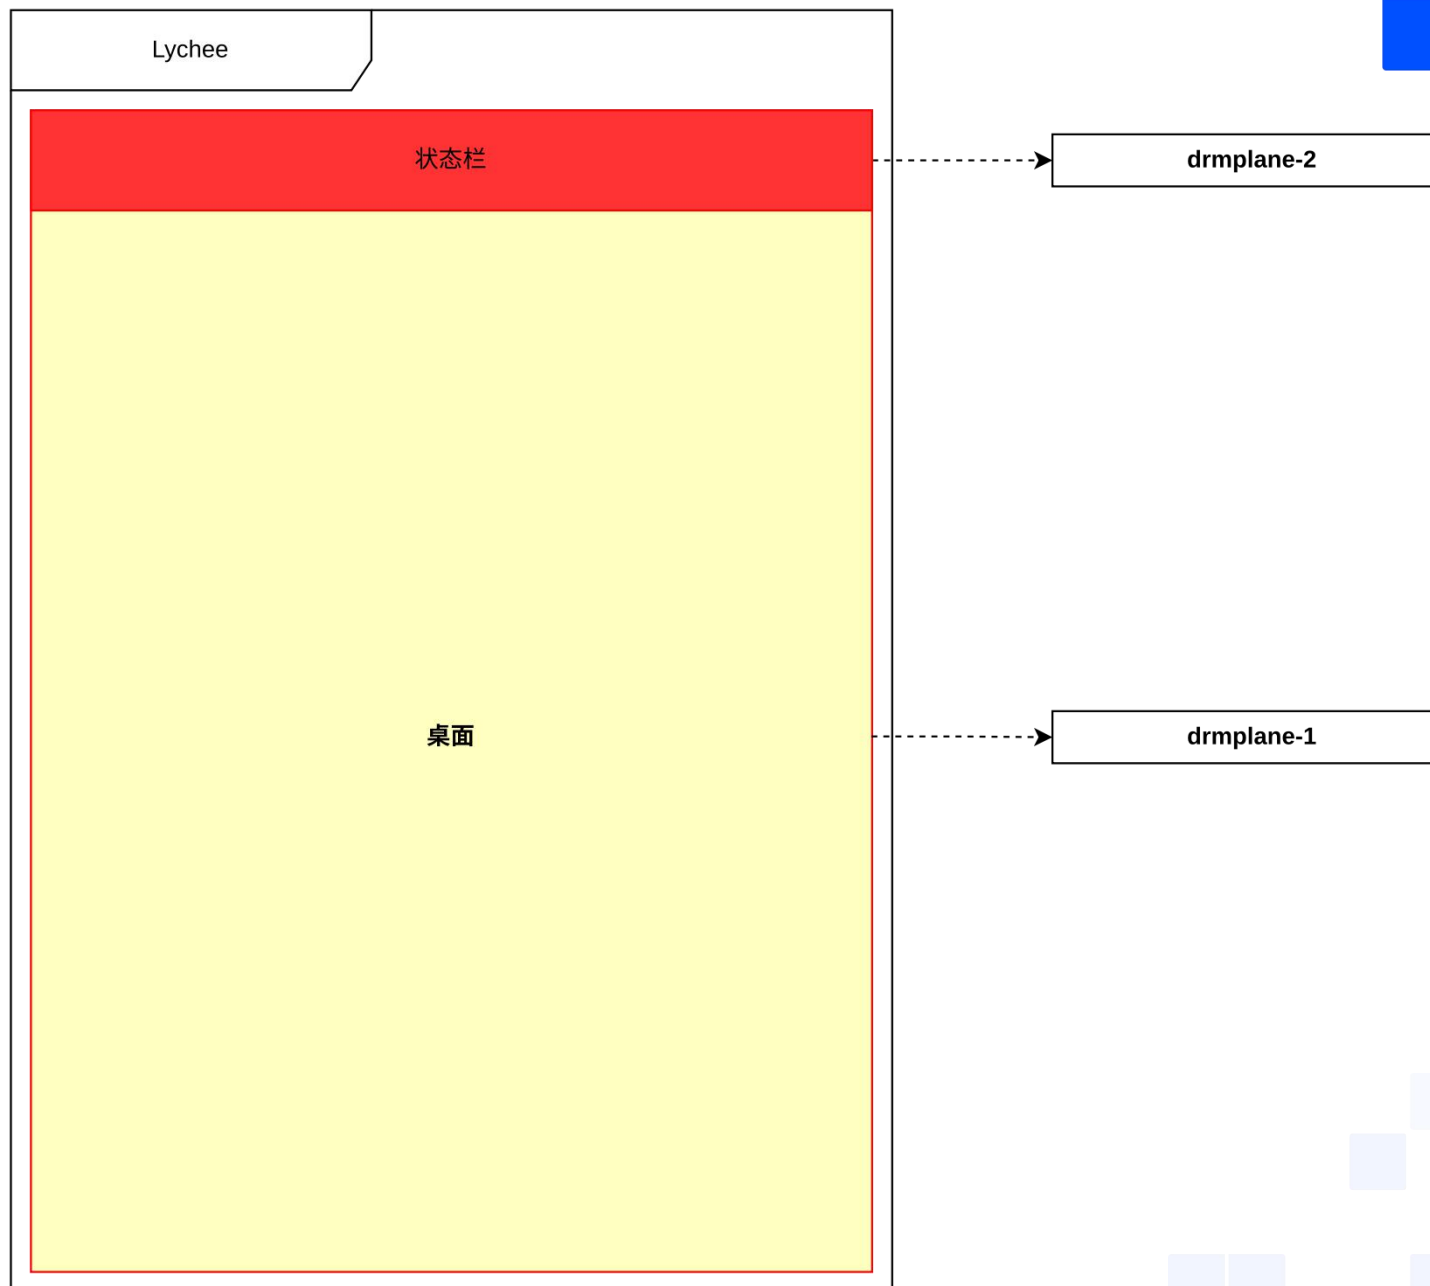 Lychee
状态栏
drmplane-2
桌面
drmplane-1